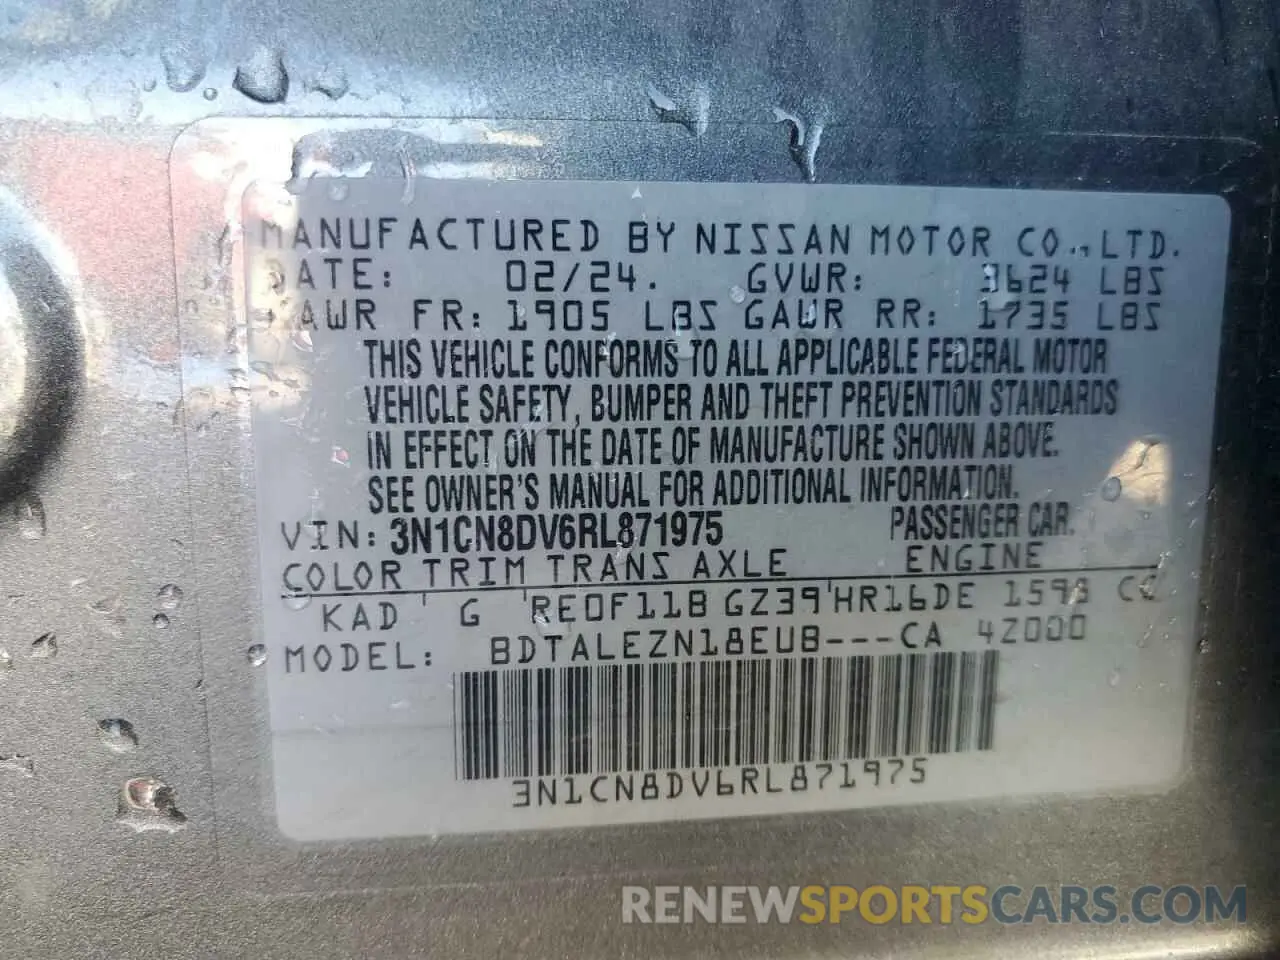 MANUFACTURED BY NISSAN MOTOR CO., LTD.
DATE: 02/24. GVWR: 3624 LBS
GAWR FR: 1905 LBS GAWR RR: 1735 LBS
THIS VEHICLE CONFORMS TO ALL APPLICABLE FEDERAL MOTOR
VEHICLE SAFETY, BUMPER AND THEFT PREVENTION STANDARDS
IN EFFECT ON THE DATE OF MANUFACTURE SHOWN ABOVE.
SEE OWNER'S MANUAL FOR ADDITIONAL INFORMATION.
VIN: 3N1CN8DV6RL871975 PASSENGER CAR.
COLOR TRIM TRANS AXLE ENGINE
KAD G RE0F11B GZ39 HR16DE 1598 CC
MODEL: BDTALEZN18EUB---CA 42000
3N1CN8DV6RL871975
RENEWSPORTSCARS.COM